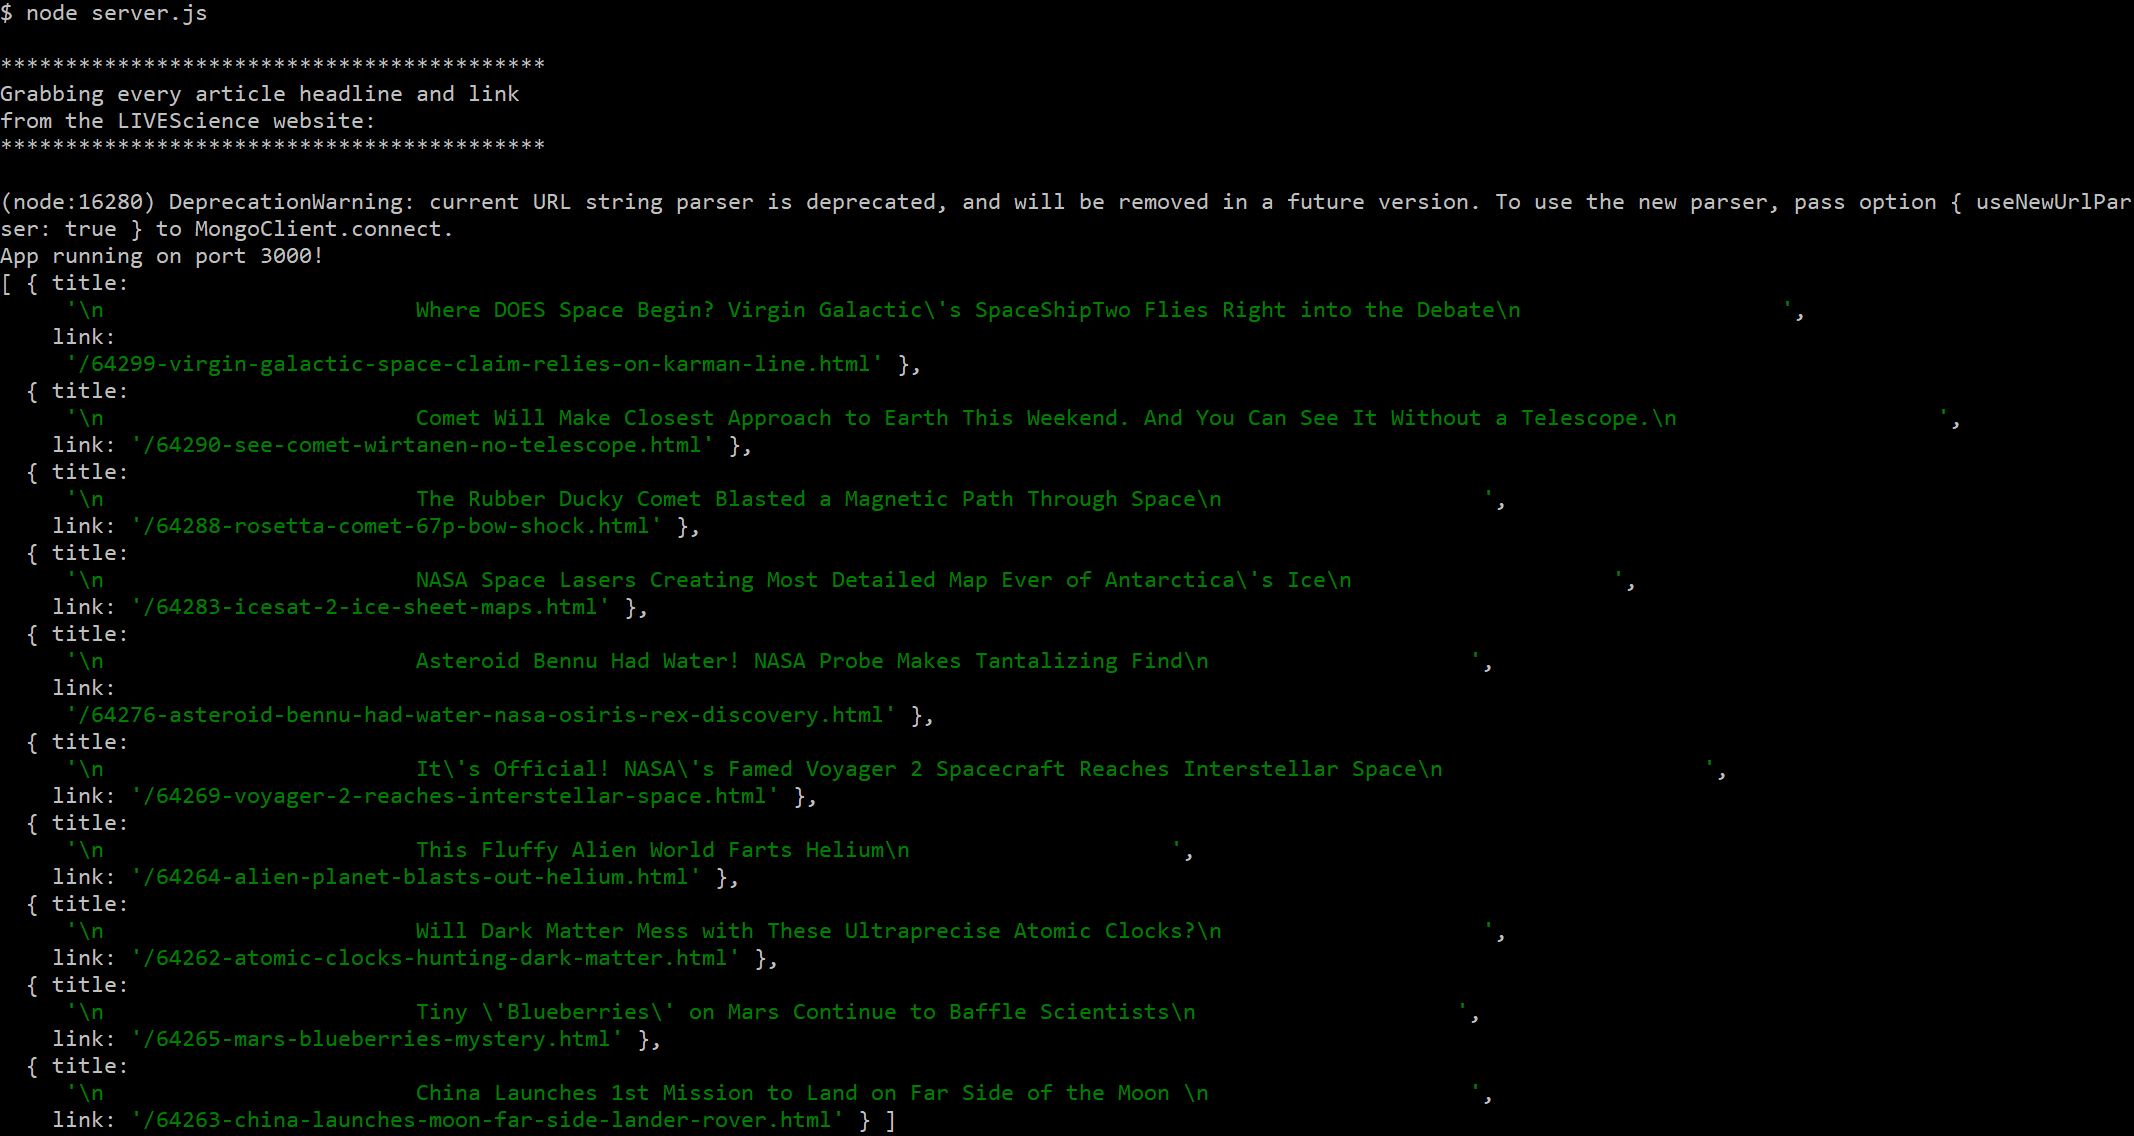 $ node server.js
******************************************
Grabbing every article headline and link
from the LIVEScience website:
******************************************
(node:16280) DeprecationWarning: current URL string parser is deprecated, and will be removed in a future version. To use the new parser, pass option { useNewUrlPar
ser: true } to MongoClient.connect.
App running on port 3000!
[ { title:
'\n                        Where DOES Space Begin? Virgin Galactic\'s SpaceShipTwo Flies Right into the Debate\n                    ',
link:
'/64299-virgin-galactic-space-claim-relies-on-karman-line.html' },
{ title:
'\n                        Comet Will Make Closest Approach to Earth This Weekend. And You Can See It Without a Telescope.\n                    ',
link: '/64290-see-comet-wirtanen-no-telescope.html' },
{ title:
'\n                        The Rubber Ducky Comet Blasted a Magnetic Path Through Space\n                    ',
link: '/64288-rosetta-comet-67p-bow-shock.html' },
{ title:
'\n                        NASA Space Lasers Creating Most Detailed Map Ever of Antarctica\'s Ice\n                    ',
link: '/64283-icesat-2-ice-sheet-maps.html' },
{ title:
'\n                        Asteroid Bennu Had Water! NASA Probe Makes Tantalizing Find\n                    ',
link:
'/64276-asteroid-bennu-had-water-nasa-osiris-rex-discovery.html' },
{ title:
'\n                        It\'s Official! NASA\'s Famed Voyager 2 Spacecraft Reaches Interstellar Space\n                    ',
link: '/64269-voyager-2-reaches-interstellar-space.html' },
{ title:
'\n                        This Fluffy Alien World Farts Helium\n                    ',
link: '/64264-alien-planet-blasts-out-helium.html' },
{ title:
'\n                        Will Dark Matter Mess with These Ultraprecise Atomic Clocks?\n                    ',
link: '/64262-atomic-clocks-hunting-dark-matter.html' },
{ title:
'\n                        Tiny \'Blueberries\' on Mars Continue to Baffle Scientists\n                    ',
link: '/64265-mars-blueberries-mystery.html' },
{ title:
'\n                        China Launches 1st Mission to Land on Far Side of the Moon \n                    ',
link: '/64263-china-launches-moon-far-side-lander-rover.html' } ]